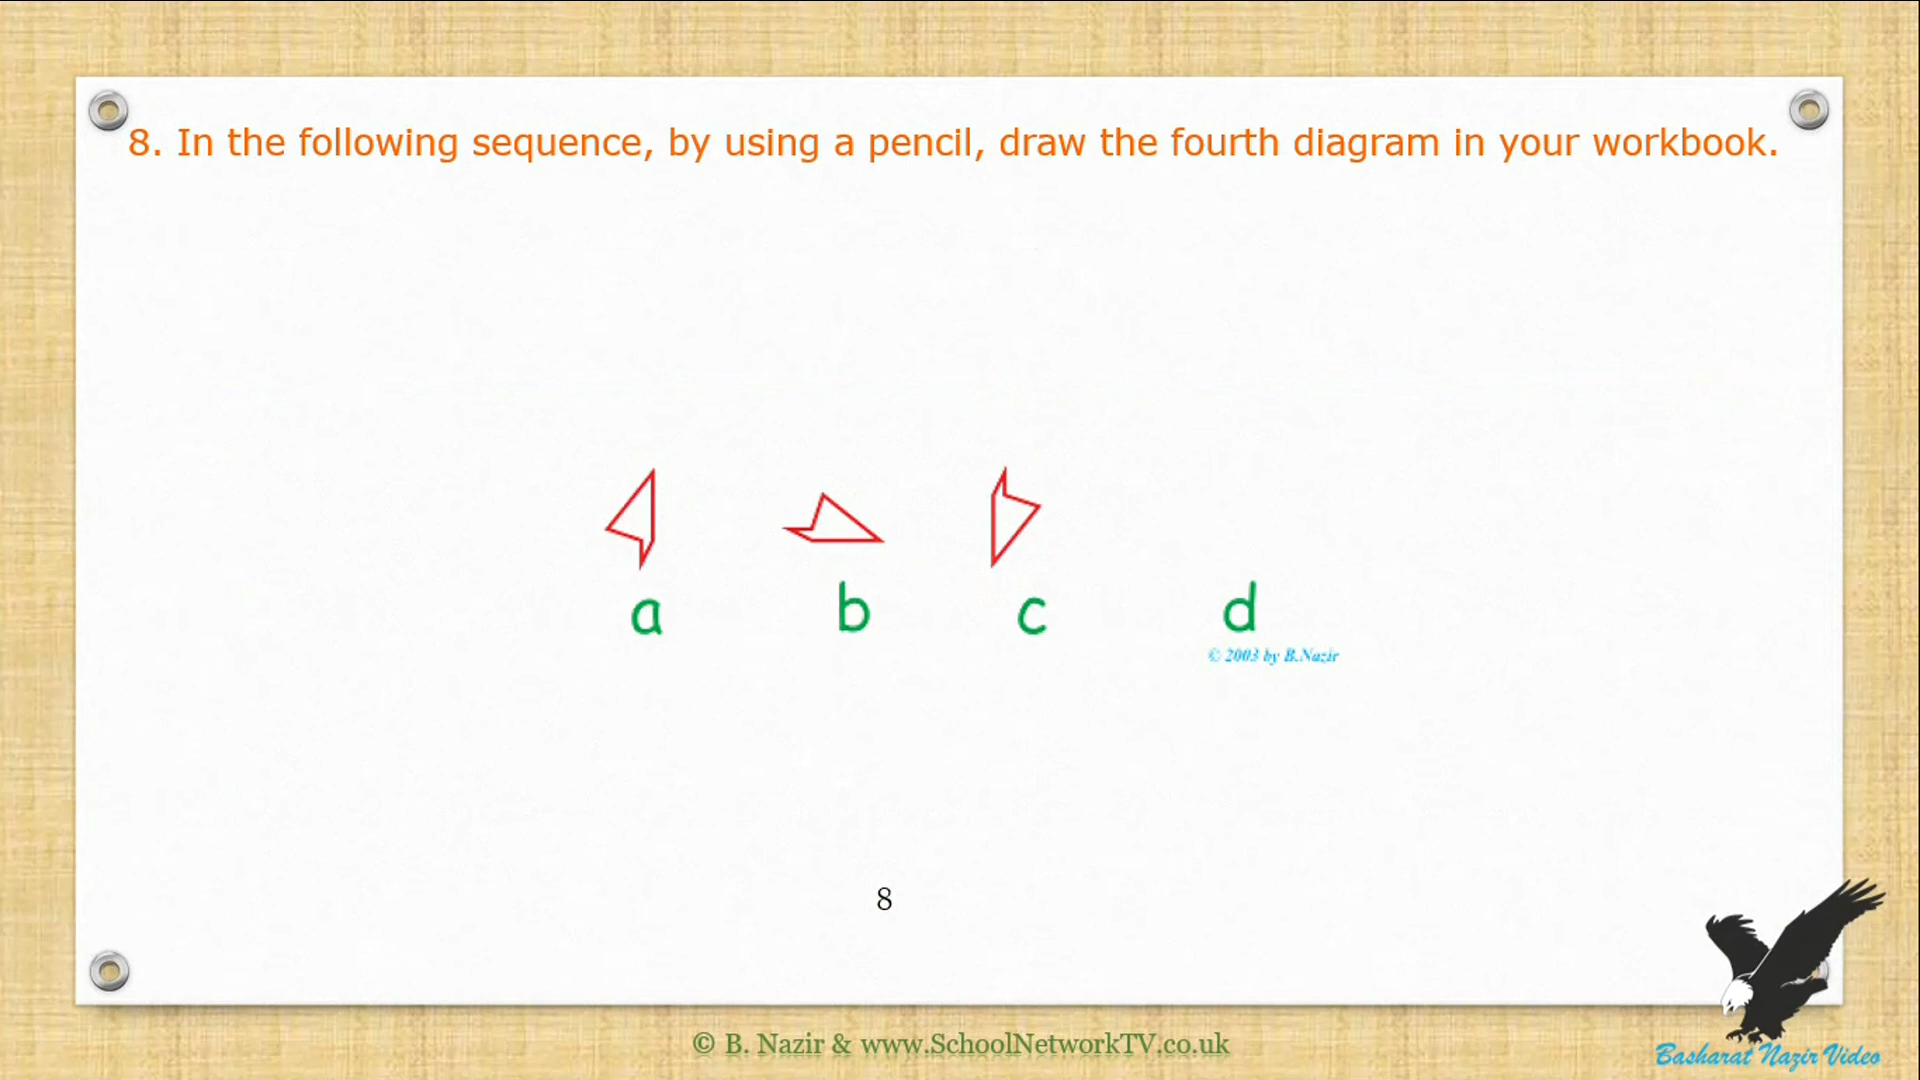 8. In the following sequence, by using a pencil, draw the fourth diagram in your workbook.
a b c d
© 2003 by B.Nazir
8
© B. Nazir & www.SchoolNetworkTV.co.uk
Basharat Nazir Video